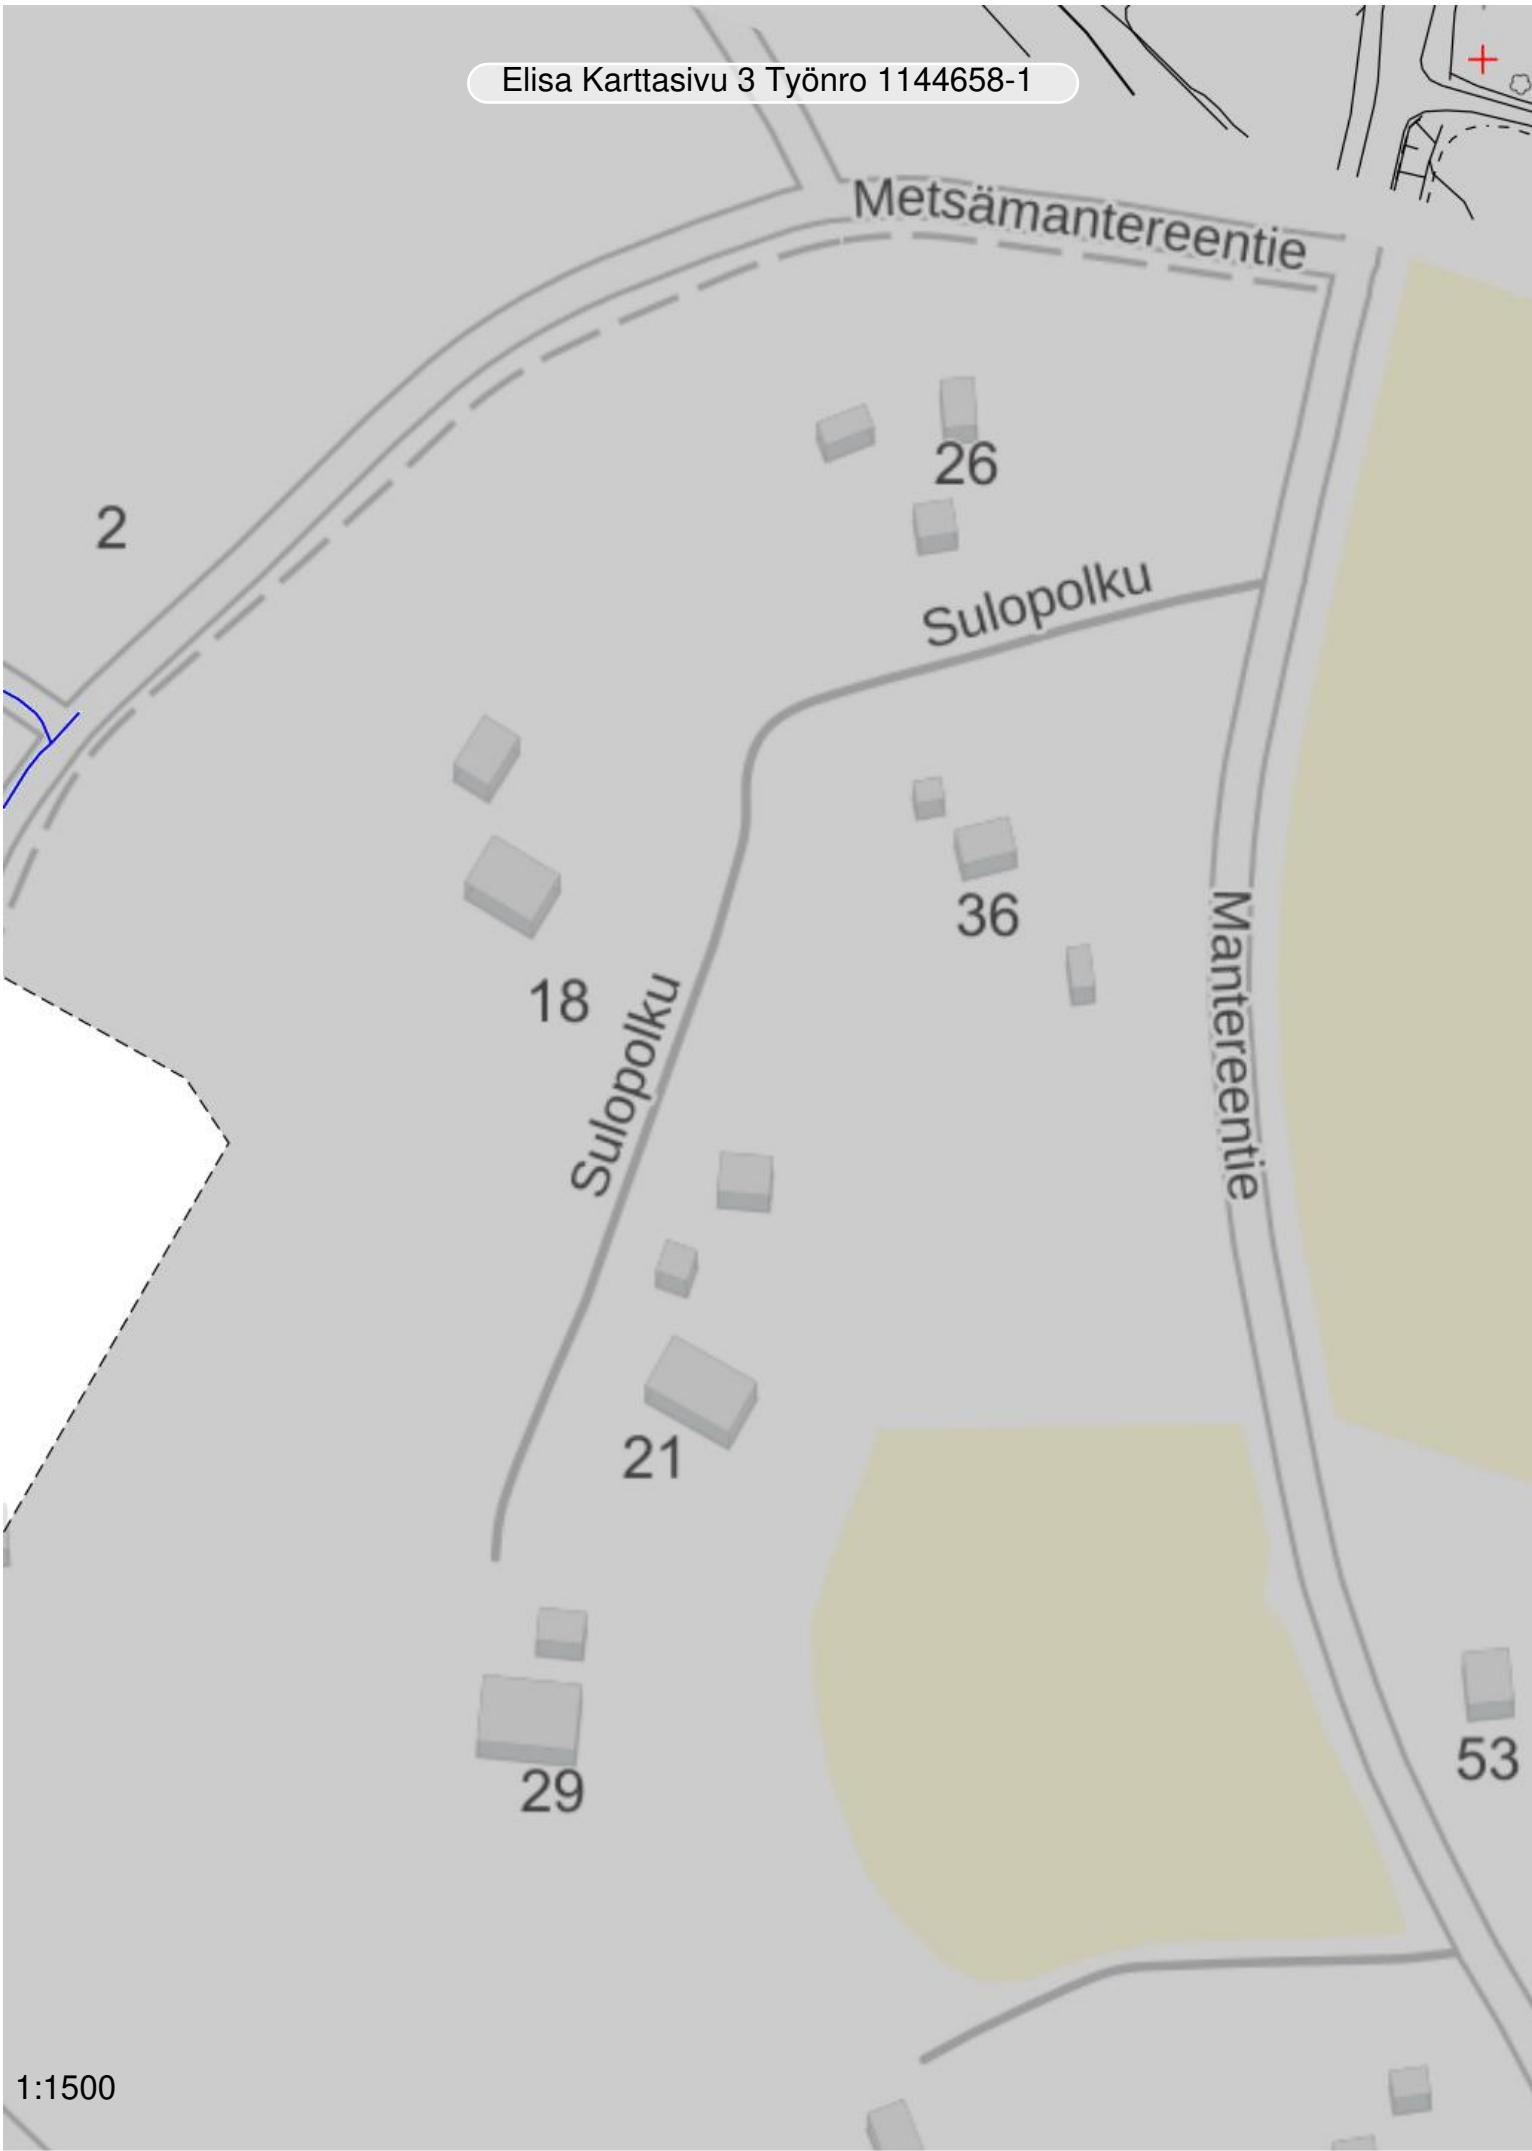 Elisa Karttasivu 3 Työnro 1144658-1
Metsämantereentie
26
2
Sulopolku
36
Mantereentie
18
Sulopolku
21
53
29
1:1500